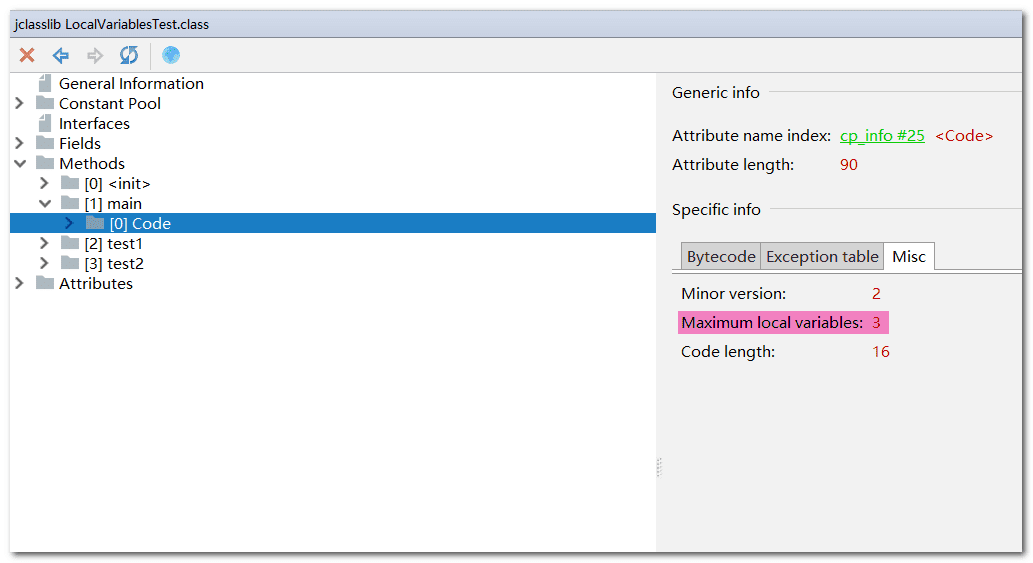 jclasslib LocalVariablesTest.class
General Information
Constant Pool
Interfaces
Fields
Methods
[0] <init>
[1] main
[0] Code
[2] test1
[3] test2
Attributes
Generic info
Attribute name index: cp_info #25 <Code>
Attribute length: 90
Specific info
Bytecode Exception table Misc
Minor version: 2
Maximum local variables: 3
Code length: 16